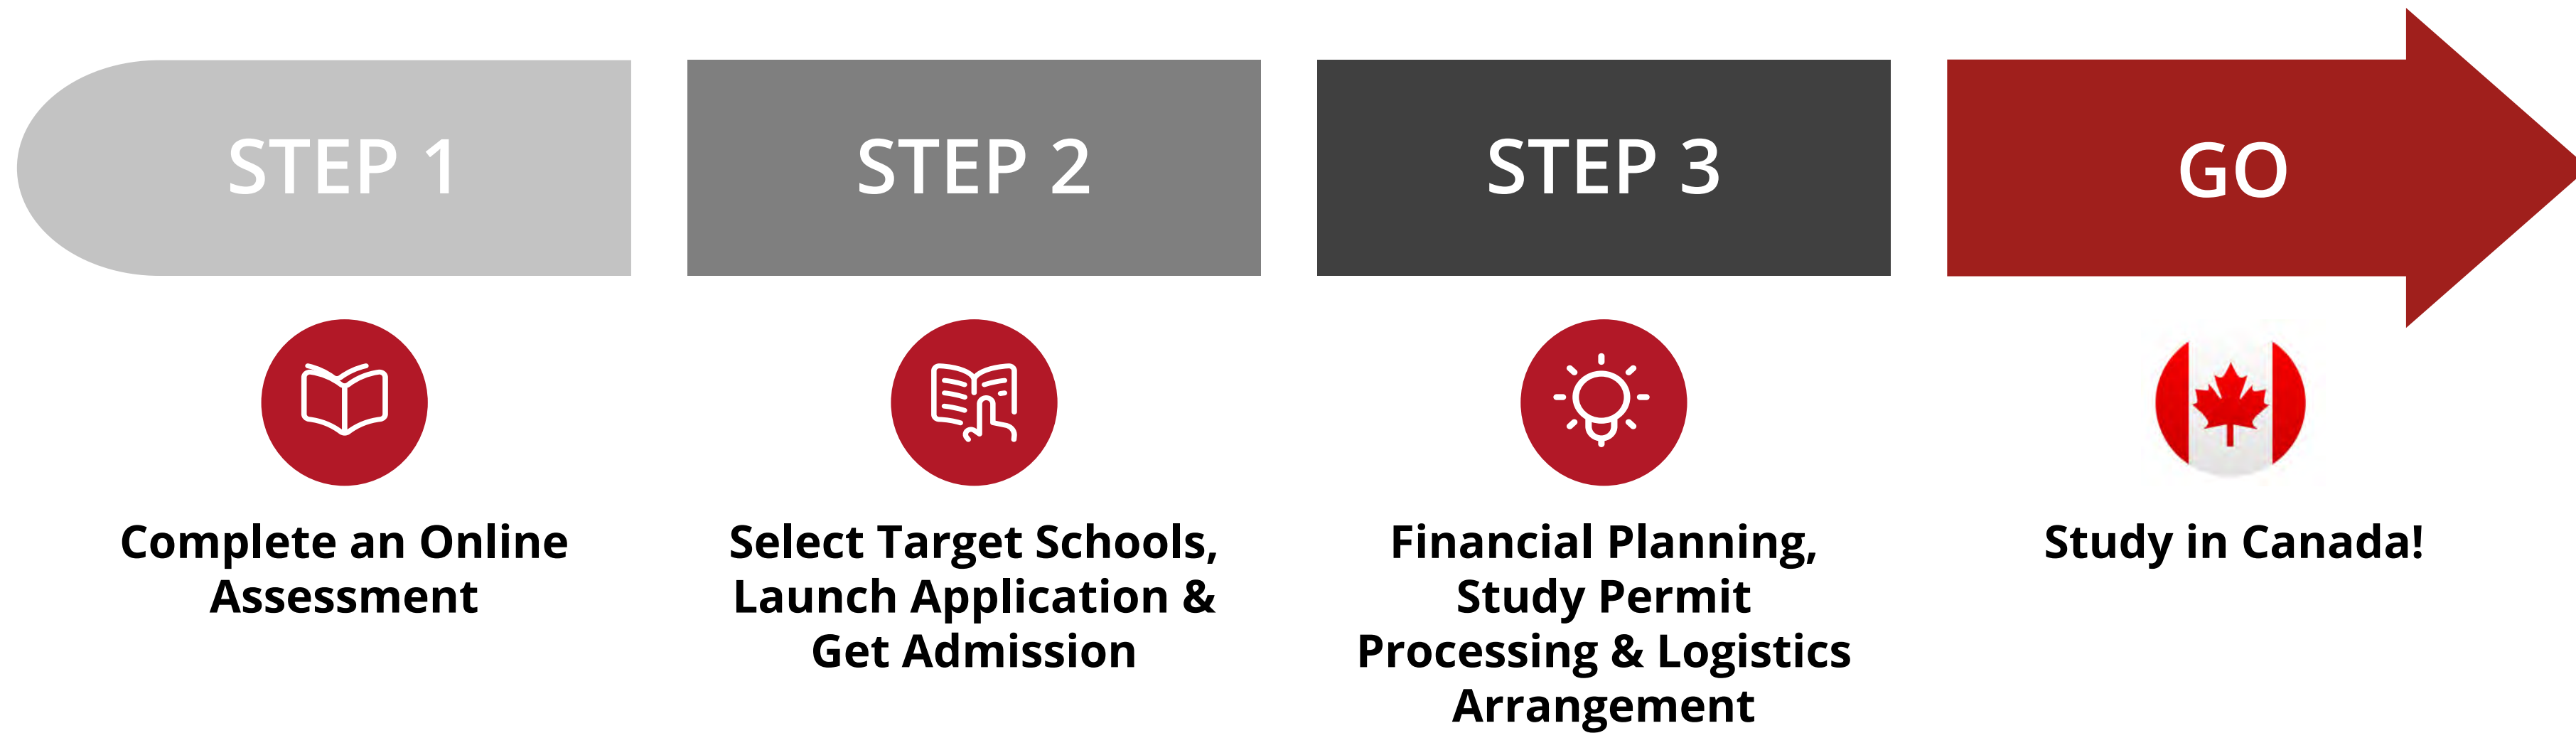 STEP 1
STEP 2
STEP 3
GO
Complete an Online
Assessment
Select Target Schools,
Launch Application &
Get Admission
Financial Planning,
Study Permit
Processing & Logistics
Arrangement
Study in Canada!